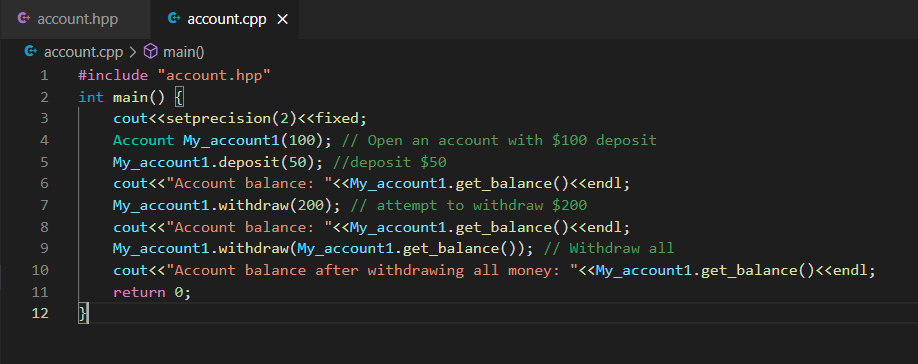 account.hpp account.cpp ×
account.cpp > main()
1 #include "account.hpp"
2 int main() {
3 cout<<setprecision(2)<<fixed;
4 Account My_account1(100); // Open an account with $100 deposit
5 My_account1.deposit(50); //deposit $50
6 cout<<"Account balance: "<<My_account1.get_balance()<<endl;
7 My_account1.withdraw(200); // attempt to withdraw $200
8 cout<<"Account balance: "<<My_account1.get_balance()<<endl;
9 My_account1.withdraw(My_account1.get_balance()); // Withdraw all
10 cout<<"Account balance after withdrawing all money: "<<My_account1.get_balance()<<endl;
11 return 0;
12 }